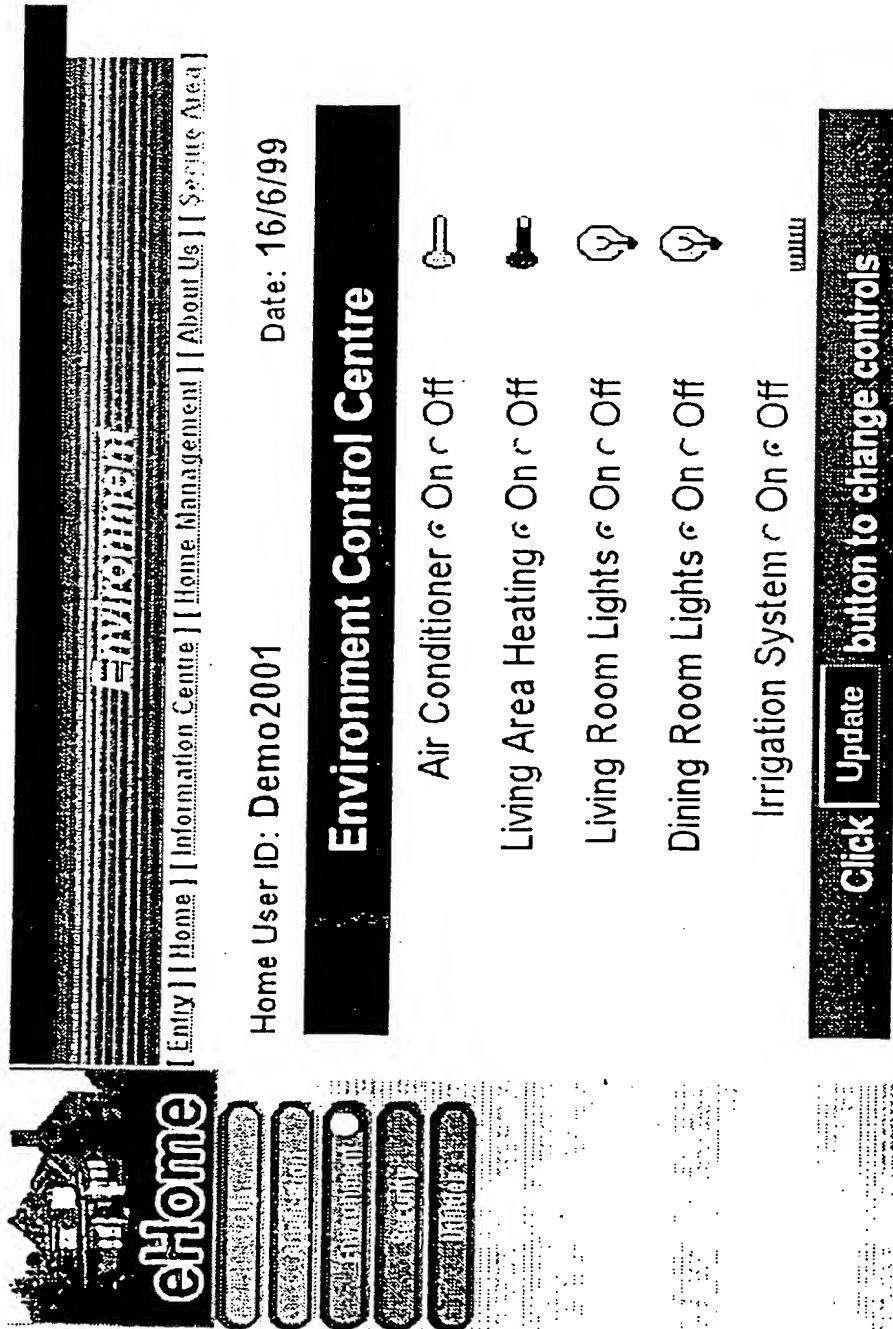 eHome
Environment
[ Entry ] [ Home ] [ Information Centre ] [ Home Management ] [ About Us ] [ Secure Area ]
Home User ID: Demo2001 Date: 16/6/99
Environment
Security
Environment Control Centre
Air Conditioner On Off
Living Area Heating On Off
Living Room Lights On Off
Dining Room Lights On Off
Irrigation System On Off
Click Update button to change controls